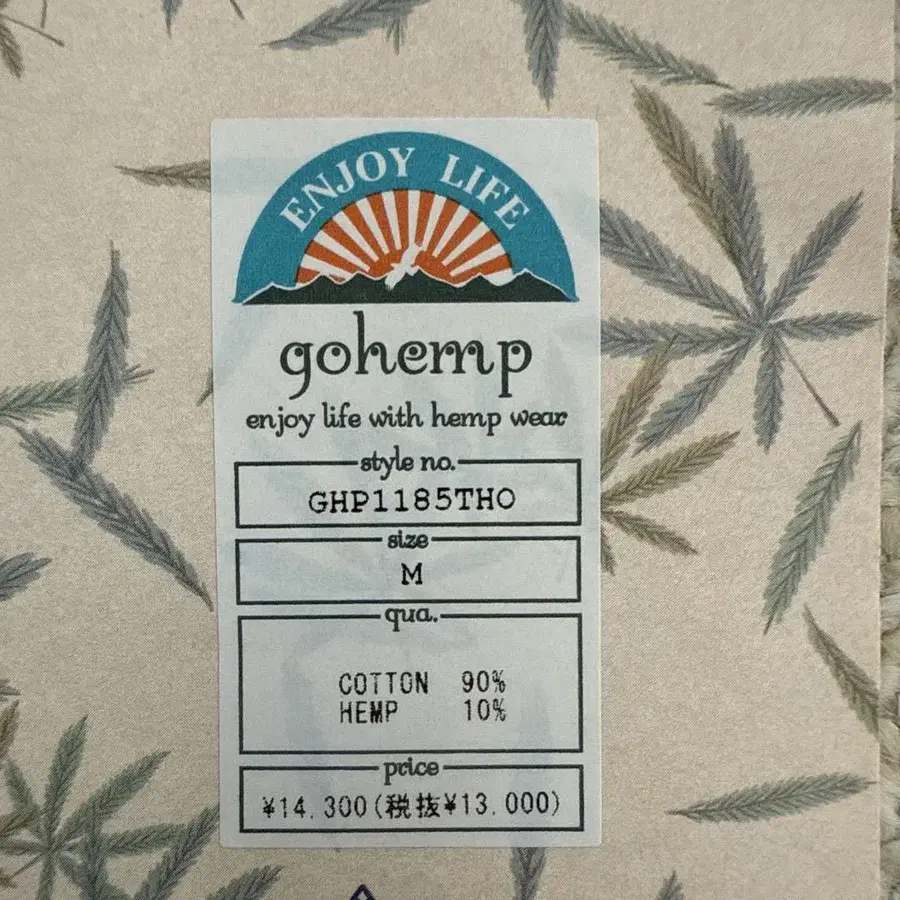 ENJOY LIFE
gohemp
enjoy life with hemp wear
style no.
GHP1185THO
size
M
qua.
COTTON 90%
HEMP 10%
price
¥14,300(税抜¥13,000)